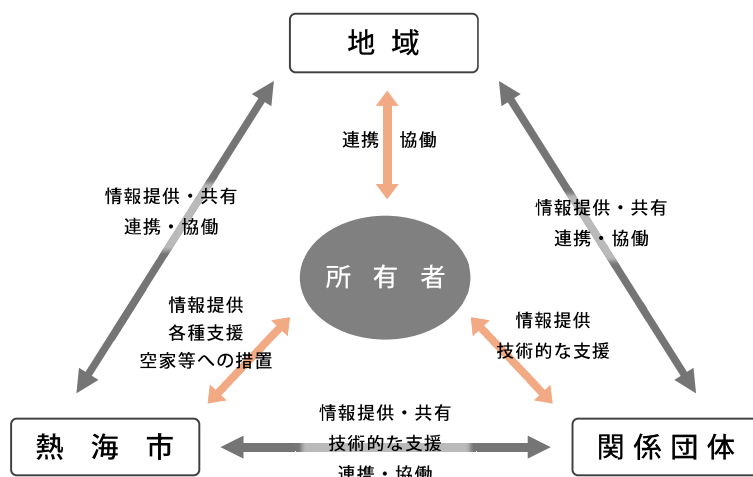 地域
連携 協働
情報提供・共有
連携・協働
情報提供・共有
連携・協働
所有者
情報提供
各種支援
空家等への措置
情報提供
技術的な支援
熱海市
情報提供・共有
技術的な支援
連携・協働
関係団体